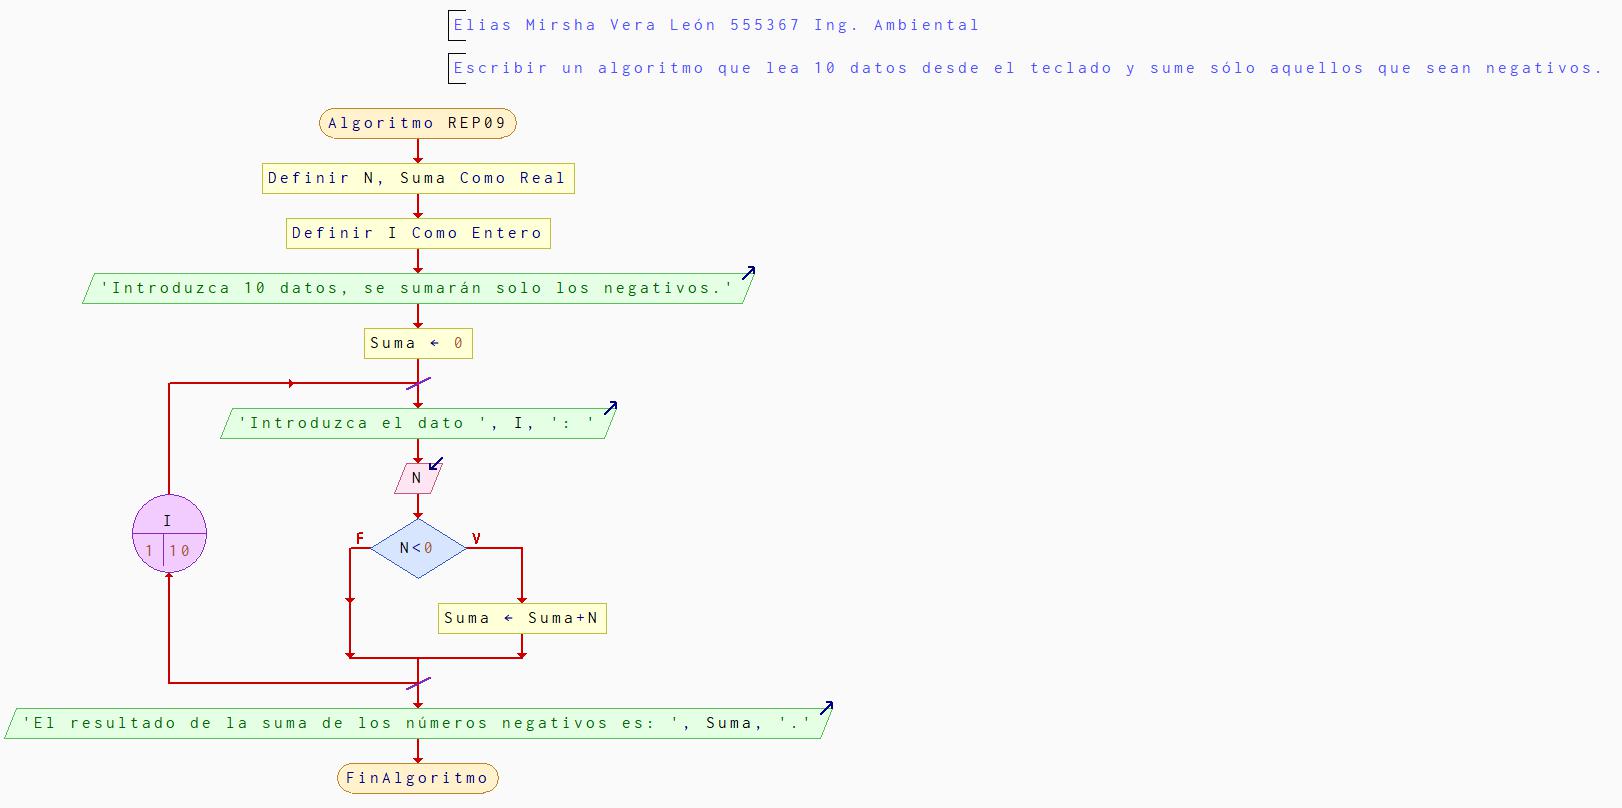 Elias Mirsha Vera León 555367 Ing. Ambiental
Escribir un algoritmo que lea 10 datos desde el teclado y sume sólo aquellos que sean negativos.
Algoritmo REP09
Definir N, Suma Como Real
Definir I Como Entero
'Introduzca 10 datos, se sumarán solo los negativos.'
Suma ← 0
'Introduzca el dato ', I, ': '
N
I
1 10
F
N<0
V
Suma ← Suma+N
'El resultado de la suma de los números negativos es: ', Suma, '.'
FinAlgoritmo